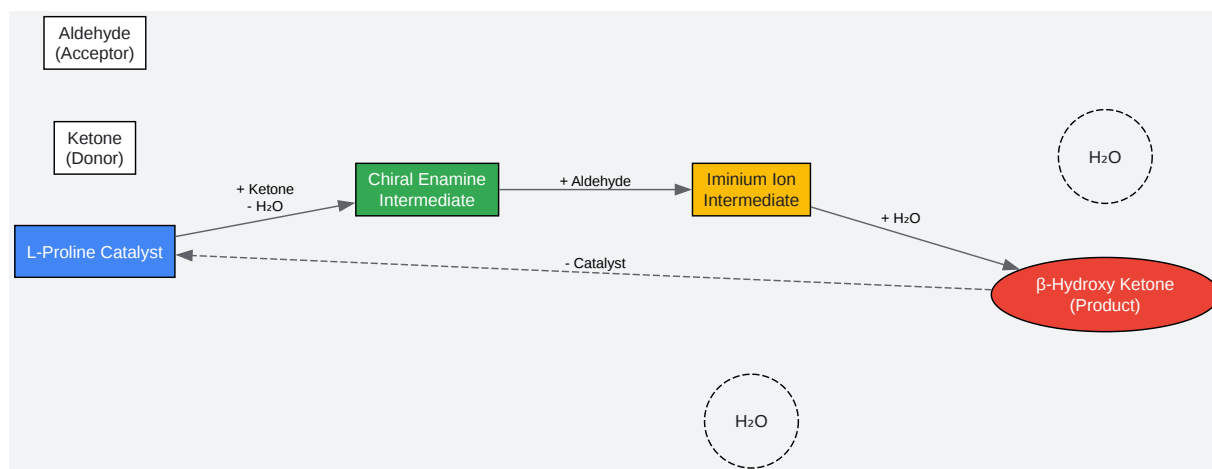 Aldehyde
(Acceptor)
Ketone
(Donor)
L-Proline Catalyst
+ Ketone
- H₂O
Chiral Enamine
Intermediate
+ Aldehyde
Iminium Ion
Intermediate
+ H₂O
β-Hydroxy Ketone
(Product)
- Catalyst
H₂O
H₂O